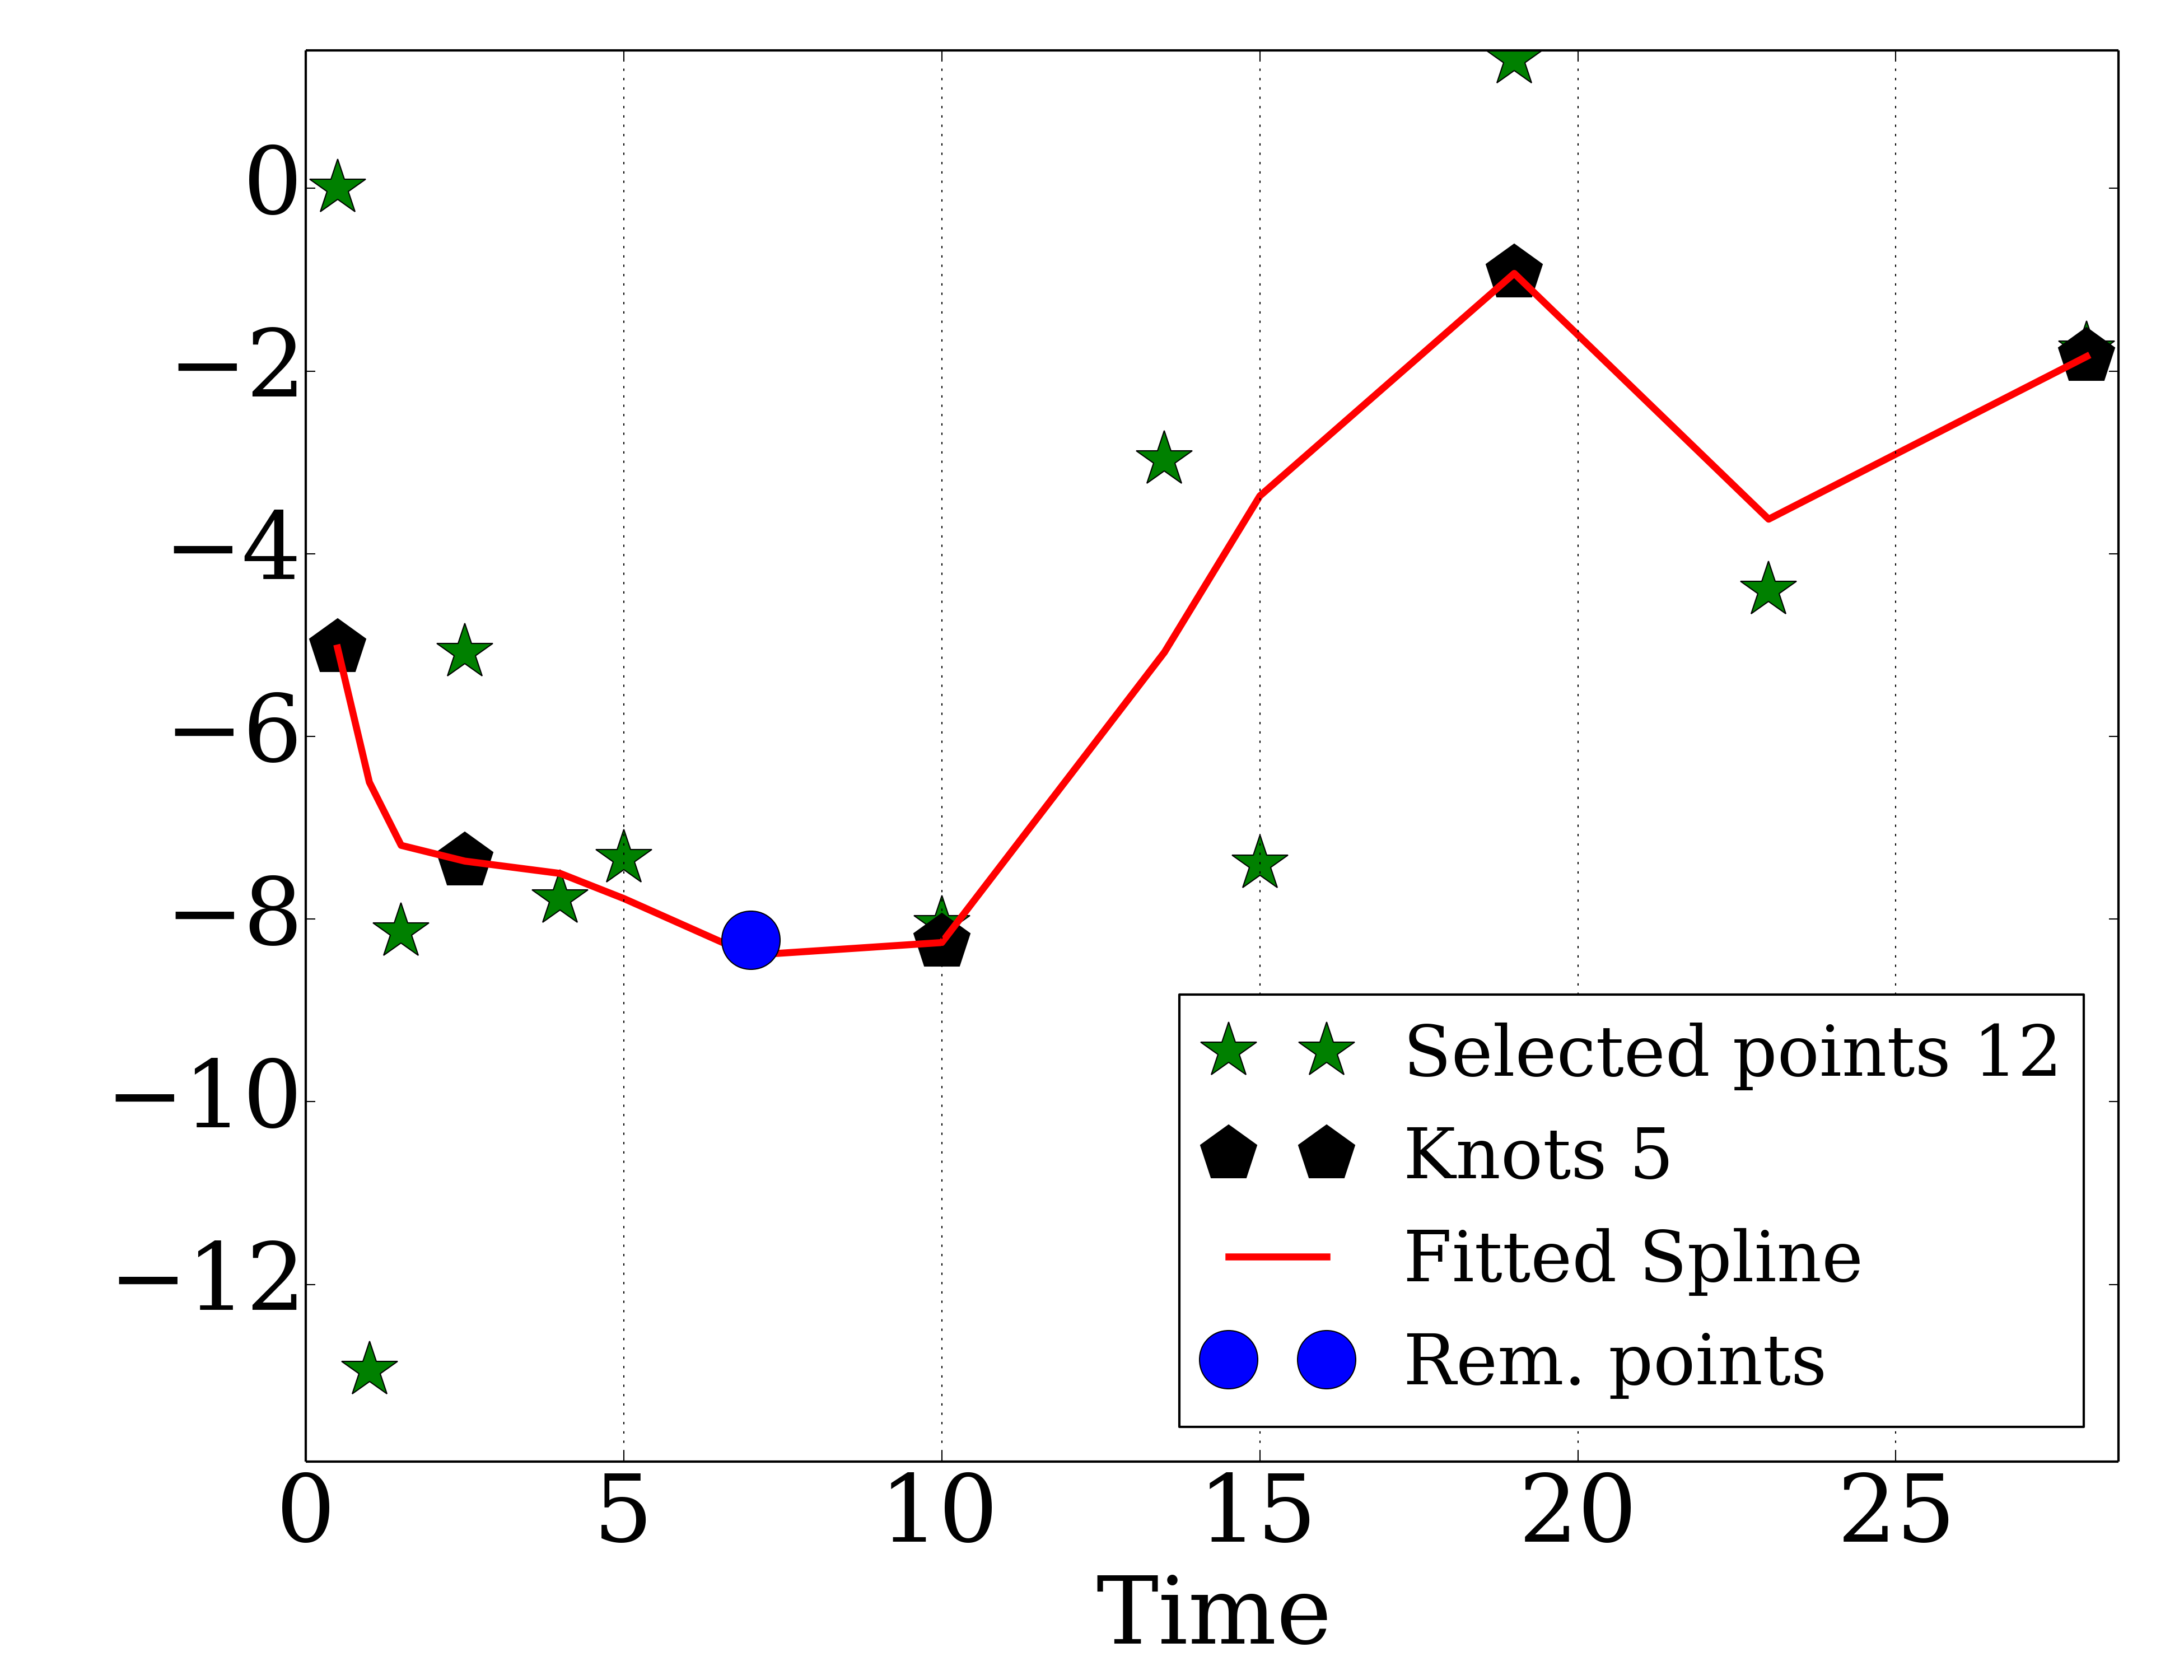 0
−2
−4
−6
−8
−10
−12
Selected points 12
Knots 5
Fitted Spline
Rem. points
0 5 10 15 20 25
Time